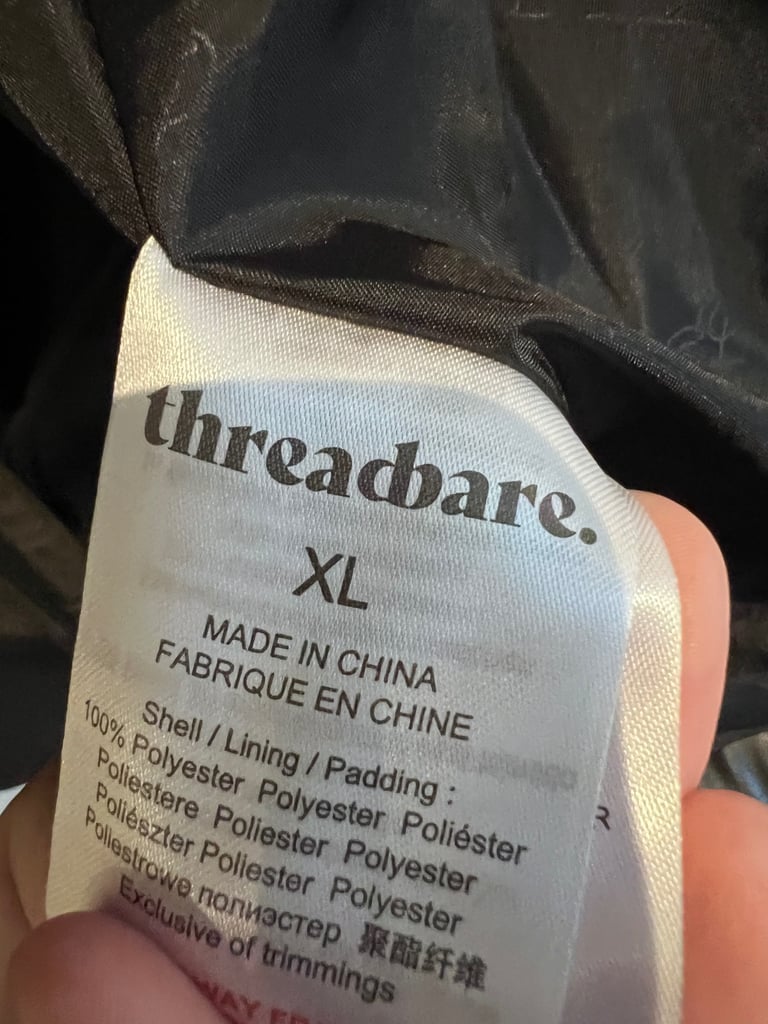 threadbare.
XL
MADE IN CHINA
FABRIQUE EN CHINE
Shell / Lining / Padding :
100% Polyester Polyester Poliéster
Poliestere Poliester Polyester
Poliészter Poliester Polyester
Poliestrowe полиэстер 聚酯纤维
Exclusive of trimmings
WAY
R